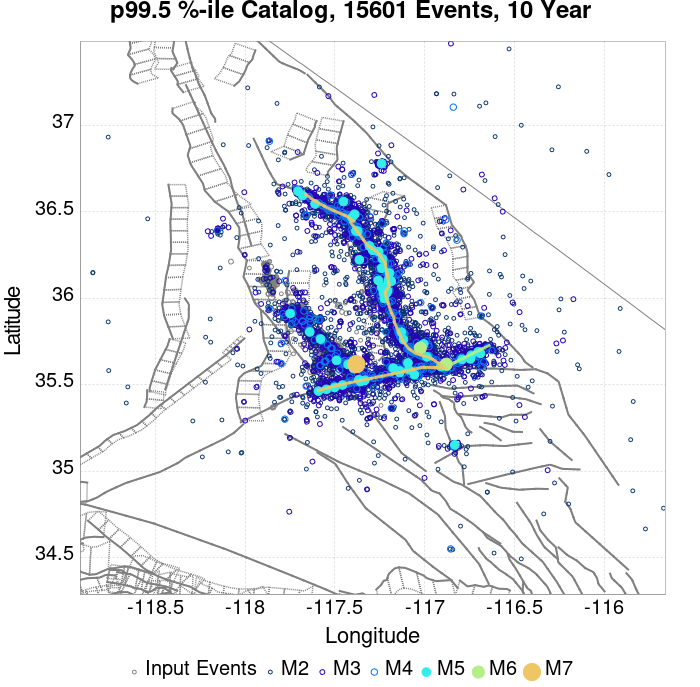 p99.5 %-ile Catalog, 15601 Events, 10 Year
37
36.5
36
35.5
35
34.5
Latitude
-118.5 -118 -117.5 -117 -116.5 -116
Longitude
Input Events M2 M3 M4 M5 M6 M7